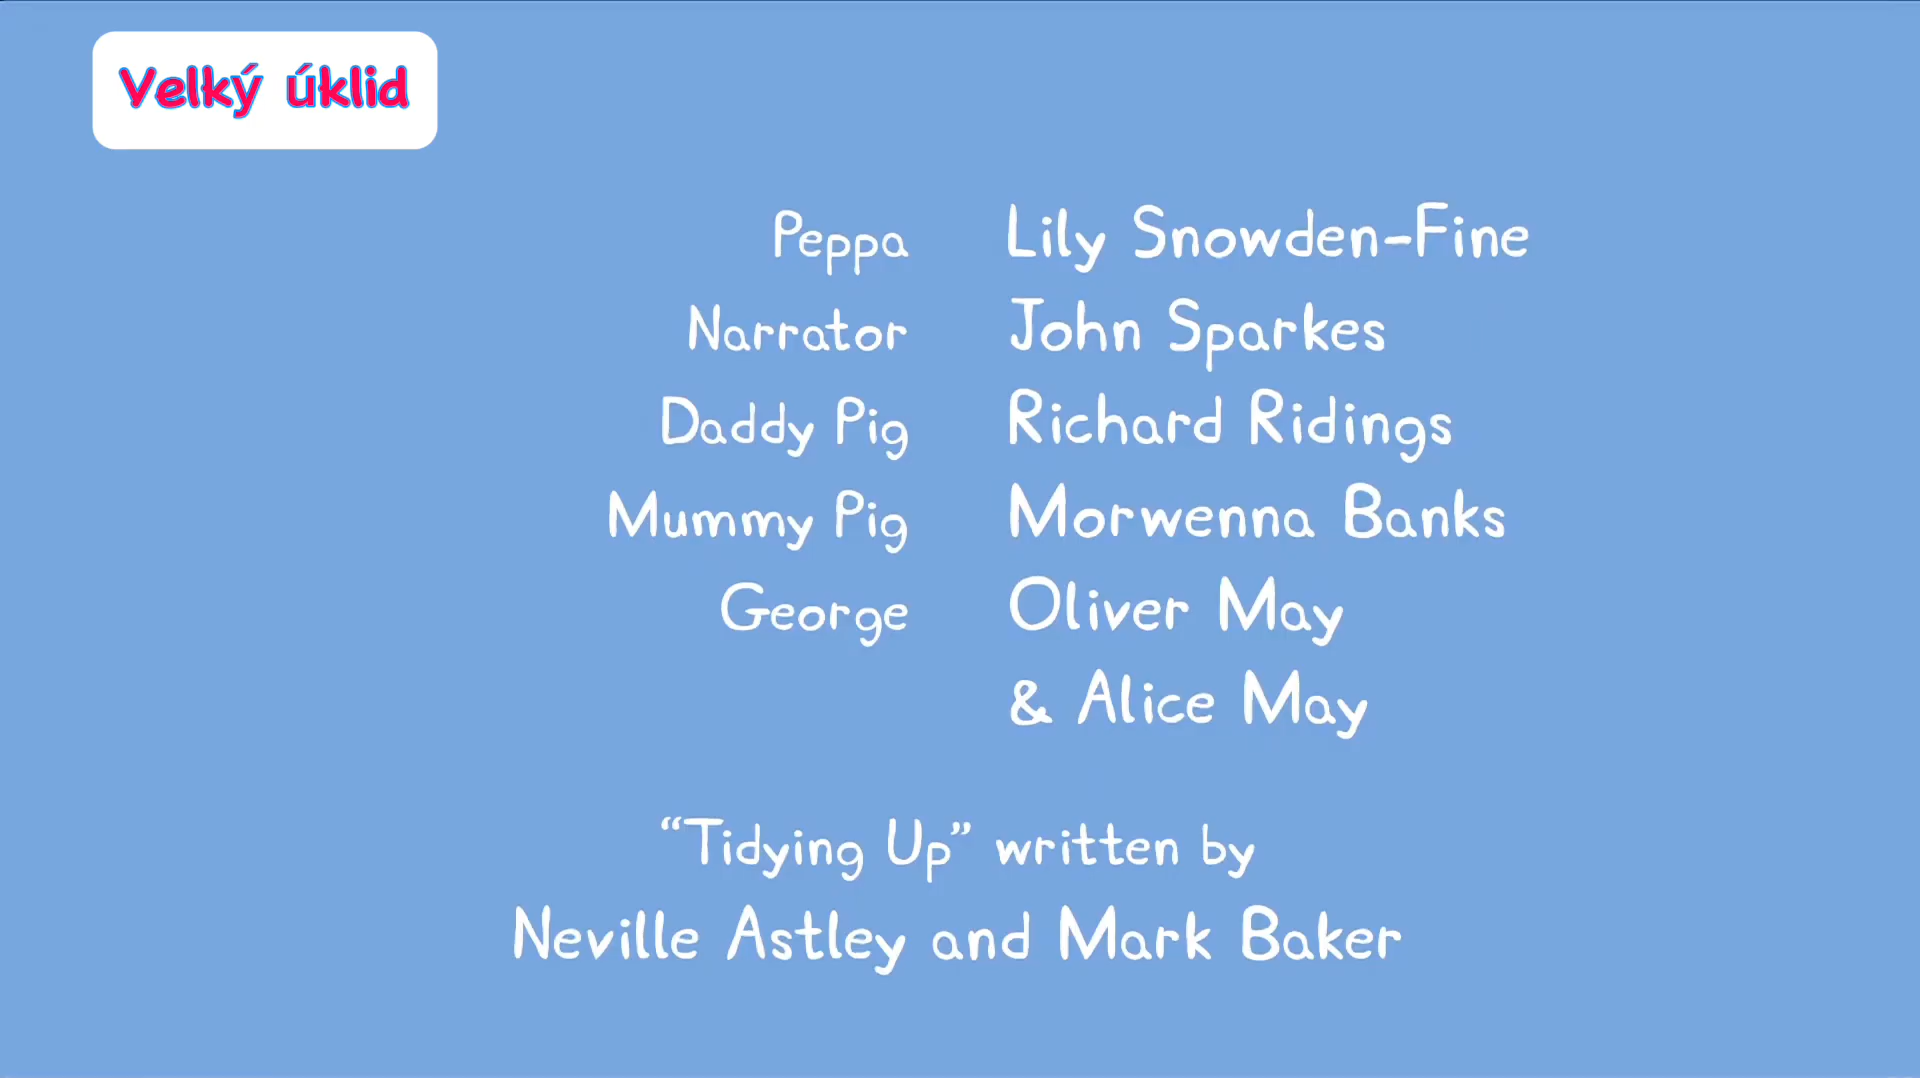 Velký úklid
Peppa Lily Snowden-Fine
Narrator John Sparkes
Daddy Pig Richard Ridings
Mummy Pig Morwenna Banks
George Oliver May
& Alice May
“Tidying Up” written by
Neville Astley and Mark Baker